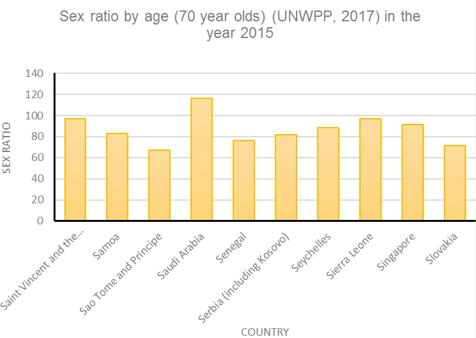 Sex ratio by age (70 year olds) (UNWPP, 2017) in the
year 2015
140
120
100
80
60
40
20
0
SEX RATIO
Saint Vincent and the...
Samoa
Sao Tome and Principe
Saudi Arabia
Senegal
Serbia (including Kosovo)
Seychelles
Sierra Leone
Singapore
Slovakia
COUNTRY